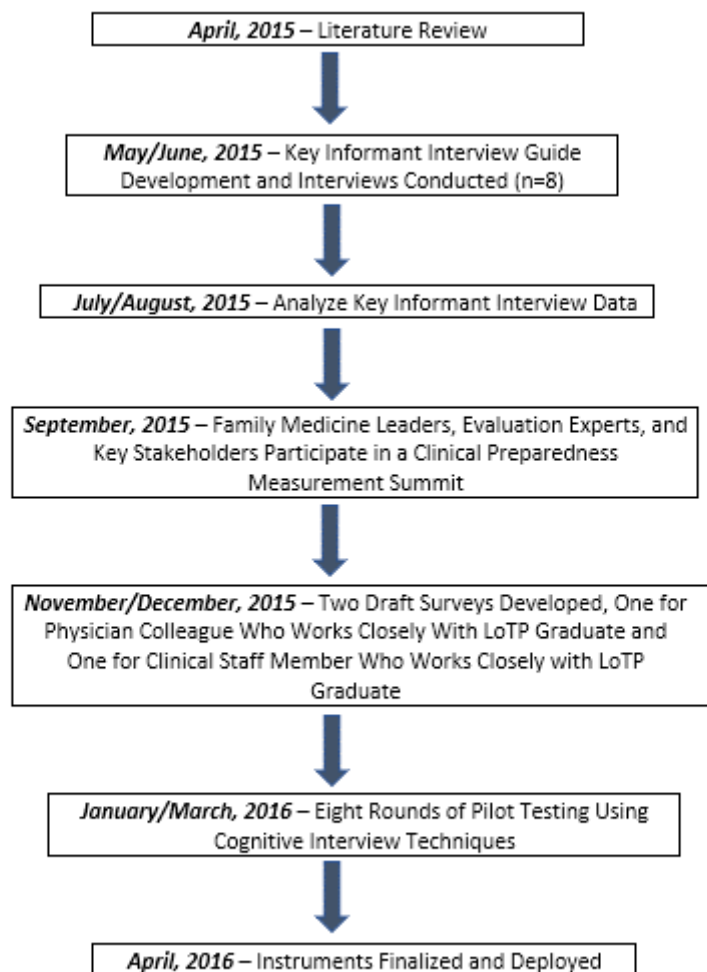 April, 2015 – Literature Review
May/June, 2015 – Key Informant Interview Guide
Development and Interviews Conducted (n=8)
July/August, 2015 – Analyze Key Informant Interview Data
September, 2015 – Family Medicine Leaders, Evaluation Experts, and
Key Stakeholders Participate in a Clinical Preparedness
Measurement Summit
November/December, 2015 – Two Draft Surveys Developed, One for
Physician Colleague Who Works Closely With LoTP Graduate and
One for Clinical Staff Member Who Works Closely with LoTP
Graduate
January/March, 2016 – Eight Rounds of Pilot Testing Using
Cognitive Interview Techniques
April, 2016 – Instruments Finalized and Deployed